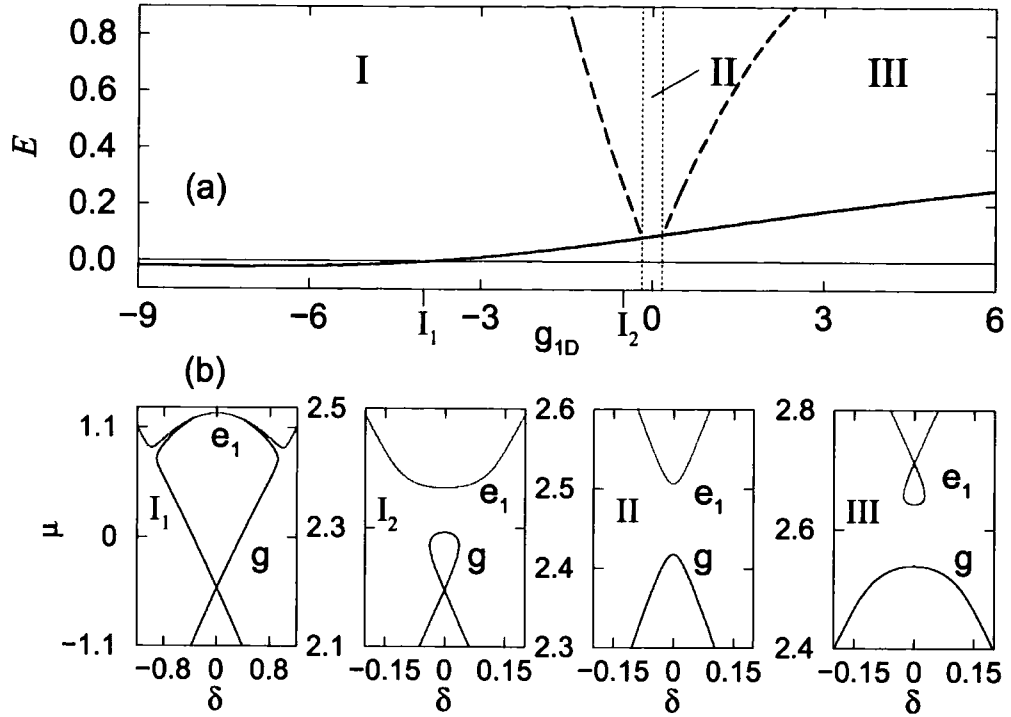 0.8
0.6
0.4
0.2
0.0
E
(a)
I
II
III
−9
−6
−3
0
3
6
I₁
I₂
g₁D
(b)
μ
1.1
0
−1.1
I₁
e₁
g
−0.8
0
0.8
δ
2.5
2.3
2.1
I₂
e₁
g
−0.15
0
0.15
δ
2.6
2.5
2.4
2.3
II
e₁
g
−0.15
0
0.15
δ
2.8
2.6
2.4
III
e₁
g
−0.15
0
0.15
δ